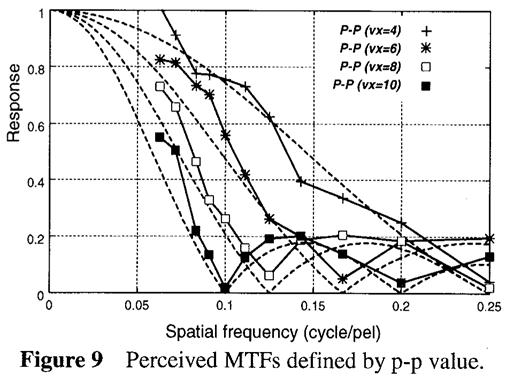 1
0.8
0.6
0.4
0.2
0
Response
P-P (vx=4)
P-P (vx=6)
P-P (vx=8)
P-P (vx=10)
0 0.05 0.1 0.15 0.2 0.25
Spatial frequency (cycle/pel)
Figure 9 Perceived MTFs defined by p-p value.